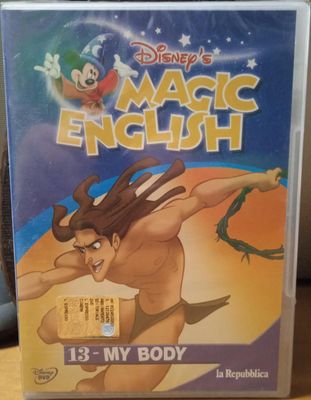 Disney's
MAGIC
ENGLISH
13 - MY BODY
la Repubblica
Disney
DVD